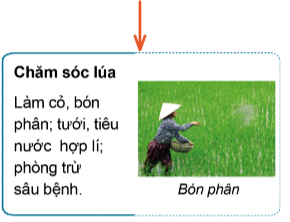 Chăm sóc lúa
Làm cỏ, bón
phân; tưới, tiêu
nước hợp lí;
phòng trừ
sâu bệnh.
Bón phân